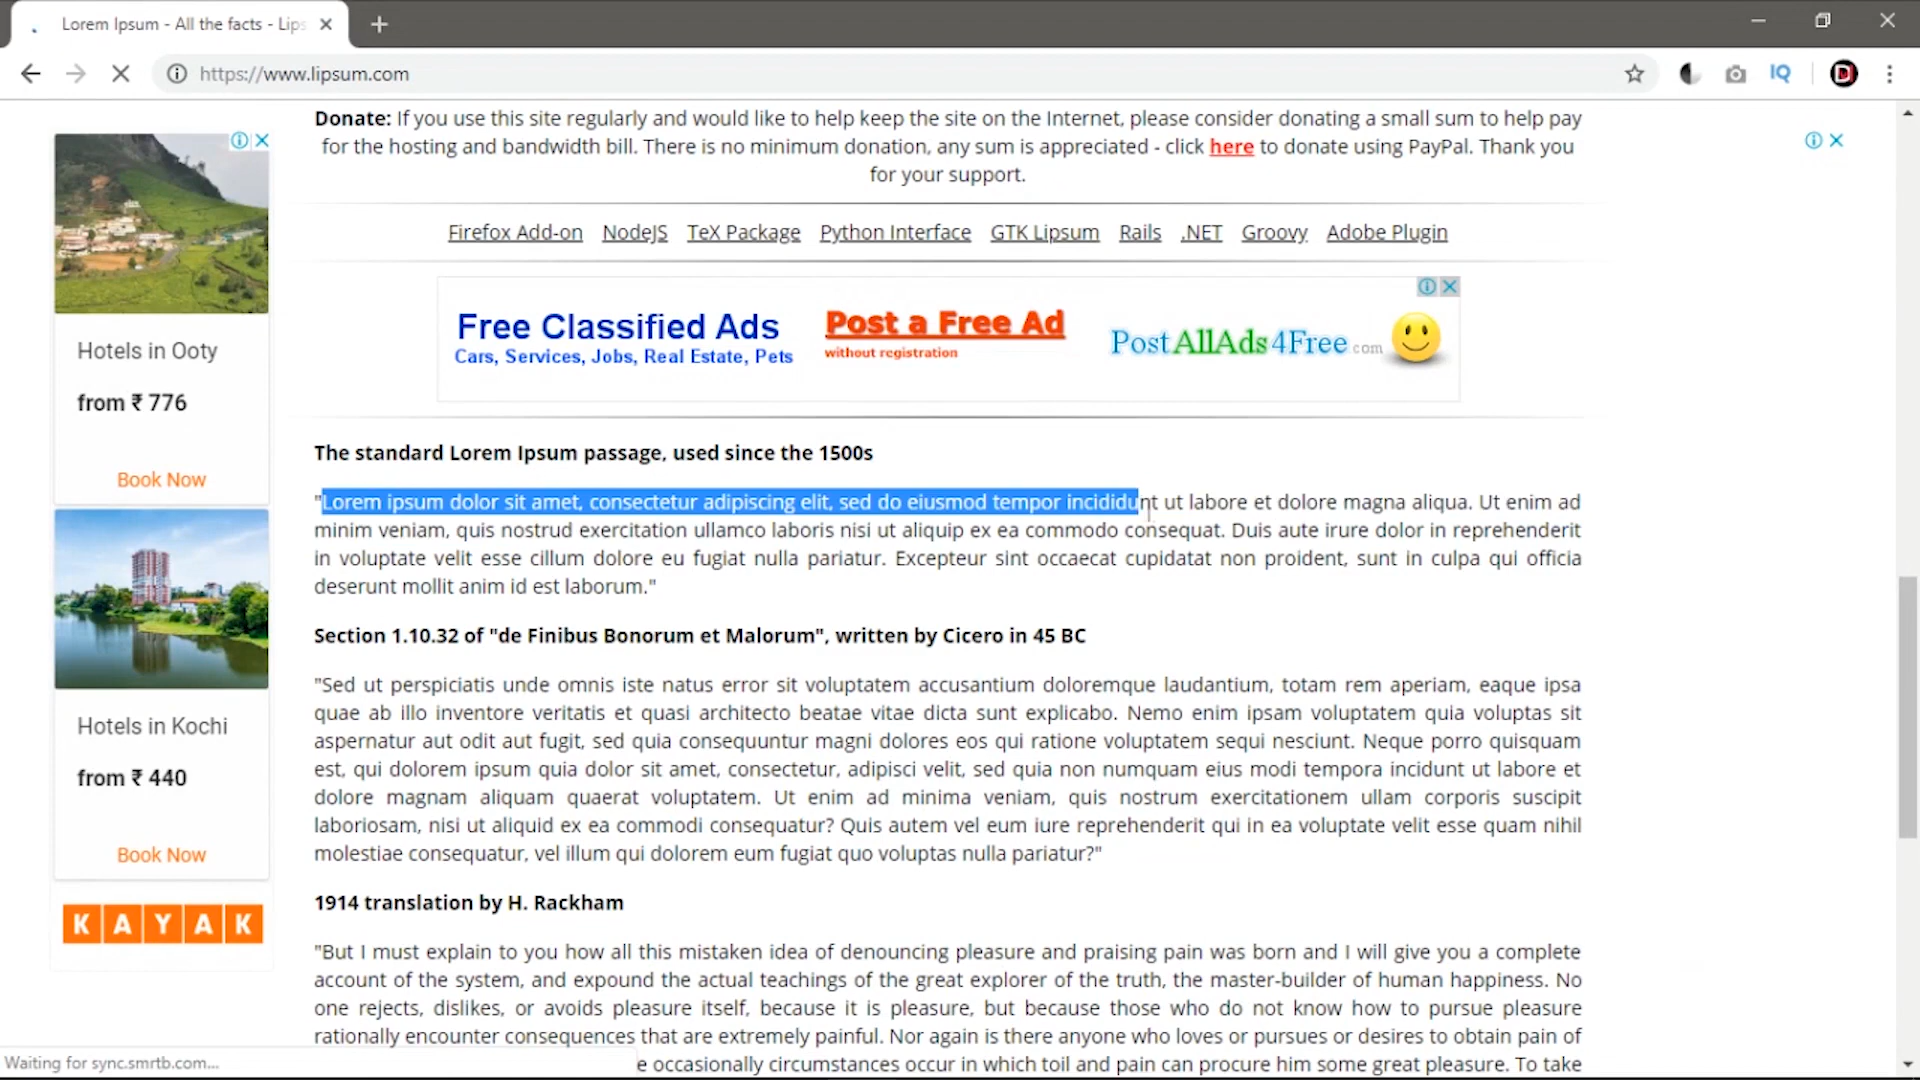 Lorem Ipsum - All the facts - Lips
https://www.lipsum.com
IQ
D
Donate: If you use this site regularly and would like to help keep the site on the Internet, please consider donating a small sum to help pay
for the hosting and bandwidth bill. There is no minimum donation, any sum is appreciated - click here to donate using PayPal. Thank you
for your support.
Firefox Add-on NodeJS TeX Package Python Interface GTK Lipsum Rails .NET Groovy Adobe Plugin
Free Classified Ads
Cars, Services, Jobs, Real Estate, Pets
Post a Free Ad
without registration
PostAllAds4Free.com
Hotels in Ooty
from ₹ 776
Book Now
Hotels in Kochi
from ₹ 440
Book Now
KAYAK
The standard Lorem Ipsum passage, used since the 1500s
"Lorem ipsum dolor sit amet, consectetur adipiscing elit, sed do eiusmod tempor incididunt ut labore et dolore magna aliqua. Ut enim ad
minim veniam, quis nostrud exercitation ullamco laboris nisi ut aliquip ex ea commodo consequat. Duis aute irure dolor in reprehenderit
in voluptate velit esse cillum dolore eu fugiat nulla pariatur. Excepteur sint occaecat cupidatat non proident, sunt in culpa qui officia
deserunt mollit anim id est laborum."
Section 1.10.32 of "de Finibus Bonorum et Malorum", written by Cicero in 45 BC
"Sed ut perspiciatis unde omnis iste natus error sit voluptatem accusantium doloremque laudantium, totam rem aperiam, eaque ipsa
quae ab illo inventore veritatis et quasi architecto beatae vitae dicta sunt explicabo. Nemo enim ipsam voluptatem quia voluptas sit
aspernatur aut odit aut fugit, sed quia consequuntur magni dolores eos qui ratione voluptatem sequi nesciunt. Neque porro quisquam
est, qui dolorem ipsum quia dolor sit amet, consectetur, adipisci velit, sed quia non numquam eius modi tempora incidunt ut labore et
dolore magnam aliquam quaerat voluptatem. Ut enim ad minima veniam, quis nostrum exercitationem ullam corporis suscipit
laboriosam, nisi ut aliquid ex ea commodi consequatur? Quis autem vel eum iure reprehenderit qui in ea voluptate velit esse quam nihil
molestiae consequatur, vel illum qui dolorem eum fugiat quo voluptas nulla pariatur?"
1914 translation by H. Rackham
"But I must explain to you how all this mistaken idea of denouncing pleasure and praising pain was born and I will give you a complete
account of the system, and expound the actual teachings of the great explorer of the truth, the master-builder of human happiness. No
one rejects, dislikes, or avoids pleasure itself, because it is pleasure, but because those who do not know how to pursue pleasure
rationally encounter consequences that are extremely painful. Nor again is there anyone who loves or pursues or desires to obtain pain of
e occasionally circumstances occur in which toil and pain can procure him some great pleasure. To take
Waiting for sync.smrtb.com...